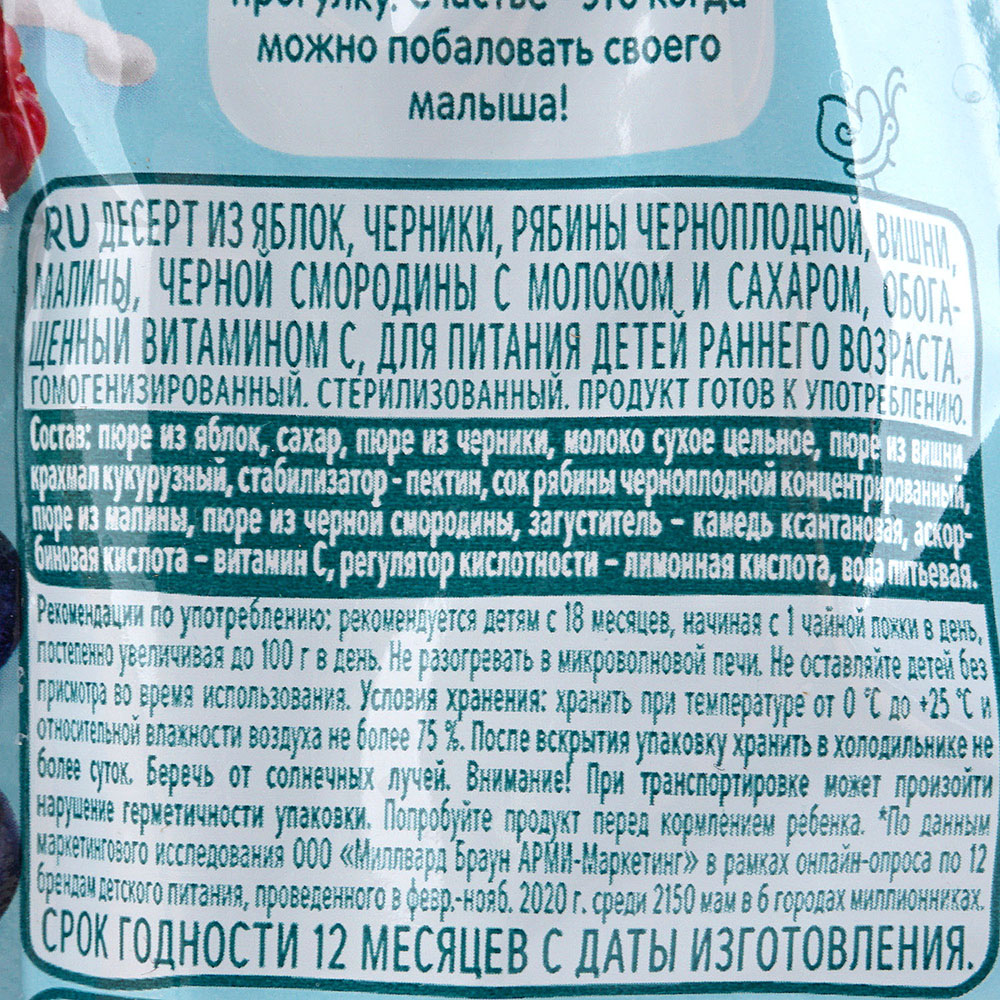 прогулку. Счастье - это когда
можно побаловать своего
малыша!
RU ДЕСЕРТ ИЗ ЯБЛОК, ЧЕРНИКИ, РЯБИНЫ ЧЕРНОПЛОДНОЙ, ВИШНИ,
МАЛИНЫ, ЧЕРНОЙ СМОРОДИНЫ С МОЛОКОМ И САХАРОМ, ОБОГА-
ЩЕННЫЙ ВИТАМИНОМ С, ДЛЯ ПИТАНИЯ ДЕТЕЙ РАННЕГО ВОЗРАСТА.
ГОМОГЕНИЗИРОВАННЫЙ. СТЕРИЛИЗОВАННЫЙ. ПРОДУКТ ГОТОВ К УПОТРЕБЛЕНИЮ.
Состав: пюре из яблок, сахар, пюре из черники, молоко сухое цельное, пюре из вишни,
крахмал кукурузный, стабилизатор - пектин, сок рябины черноплодной концентрированный,
пюре из малины, пюре из черной смородины, загуститель – камедь ксантановая, аскор-
биновая кислота – витамин С, регулятор кислотности – лимонная кислота, вода питьевая.
Рекомендации по употреблению: рекомендуется детям с 18 месяцев, начиная с 1 чайной ложки в день,
постепенно увеличивая до 100 г в день. Не разогревать в микроволновой печи. Не оставляйте детей без
присмотра во время использования. Условия хранения: хранить при температуре от 0 °С до +25 °С и
относительной влажности воздуха не более 75 %. После вскрытия упаковку хранить в холодильнике не
более суток. Беречь от солнечных лучей. Внимание! При транспортировке может произойти
нарушение герметичности упаковки. Попробуйте продукт перед кормлением ребенка. *По данным
маркетингового исследования ООО «Миллвард Браун АРМИ-Маркетинг» в рамках онлайн-опроса по 12
брендам детского питания, проведенного в февр.-нояб. 2020 г. среди 2150 мам в 6 городах миллионниках.
СРОК ГОДНОСТИ 12 МЕСЯЦЕВ С ДАТЫ ИЗГОТОВЛЕНИЯ.